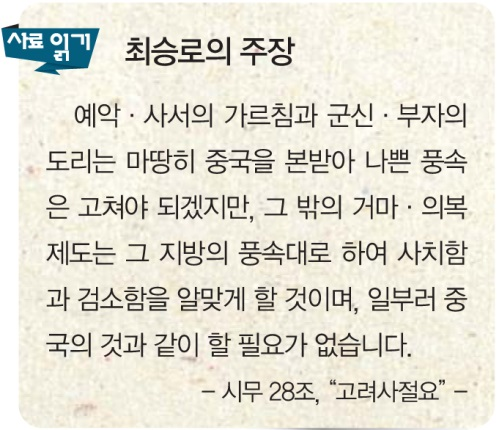 사료 읽기
최승로의 주장
예악·사서의 가르침과 군신·부자의
도리는 마땅히 중국을 본받아 나쁜 풍속
은 고쳐야 되겠지만, 그 밖의 거마·의복
제도는 그 지방의 풍속대로 하여 사치함
과 검소함을 알맞게 할 것이며, 일부러 중
국의 것과 같이 할 필요가 없습니다.
- 시무 28조, “고려사절요” -